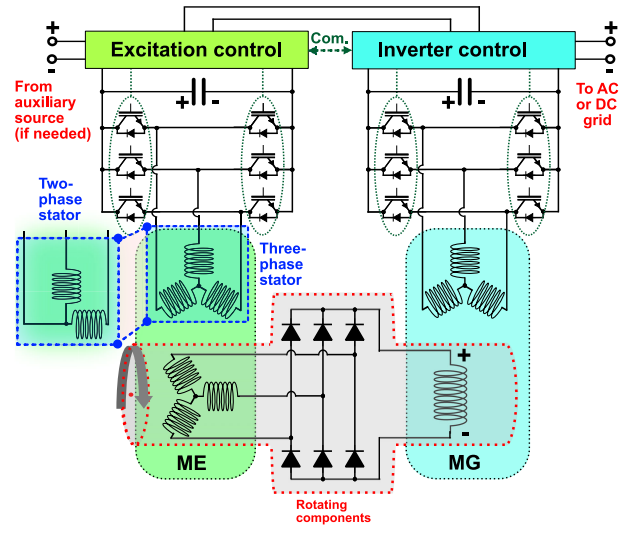 +
-
Excitation control
Com.
Inverter control
+
-
From
auxiliary
source
(if needed)
+ -
+ -
To AC
or DC
grid
Two-
phase
stator
Three-
phase
stator
+
-
ME
MG
Rotating
components